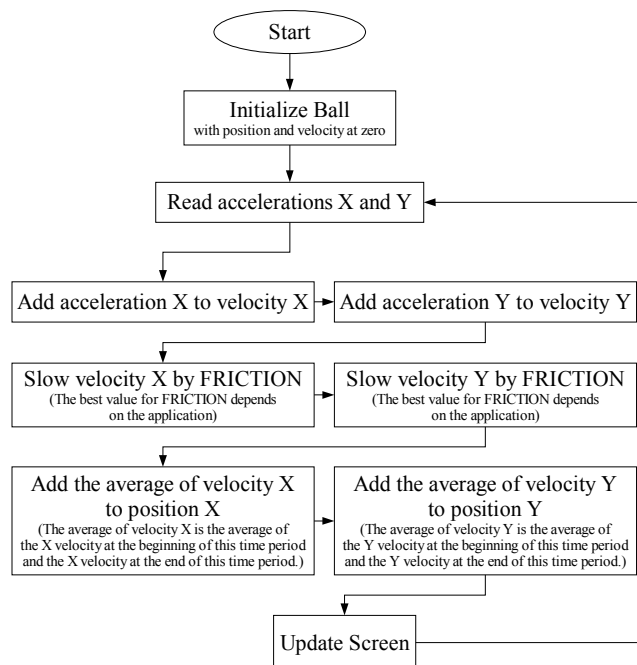 Start
Initialize Ball
with position and velocity at zero
Read accelerations X and Y
Add acceleration X to velocity X
Add acceleration Y to velocity Y
Slow velocity X by FRICTION
(The best value for FRICTION depends
on the application)
Slow velocity Y by FRICTION
(The best value for FRICTION depends
on the application)
Add the average of velocity X
to position X
(The average of velocity X is the average of
the X velocity at the beginning of this time period
and the X velocity at the end of this time period.)
Add the average of velocity Y
to position Y
(The average of velocity Y is the average of
the Y velocity at the beginning of this time period
and the Y velocity at the end of this time period.)
Update Screen